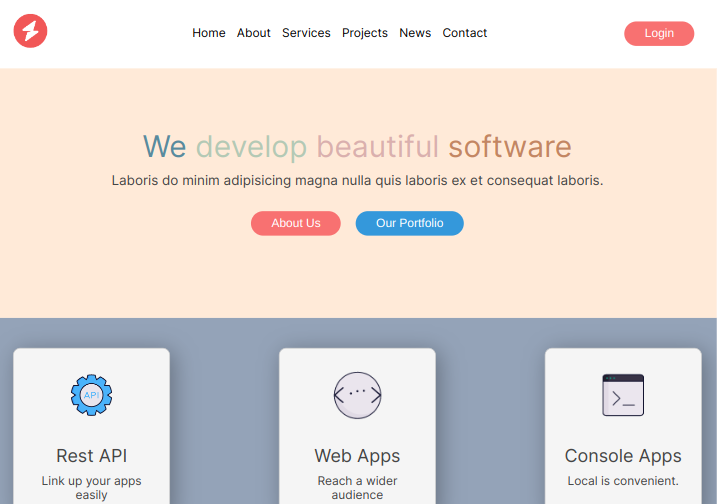 Home About Services Projects News Contact
Login
We develop beautiful software
Laboris do minim adipisicing magna nulla quis laboris ex et consequat laboris.
About Us
Our Portfolio
API
Rest API
Link up your apps
easily
Web Apps
Reach a wider
audience
Console Apps
Local is convenient.